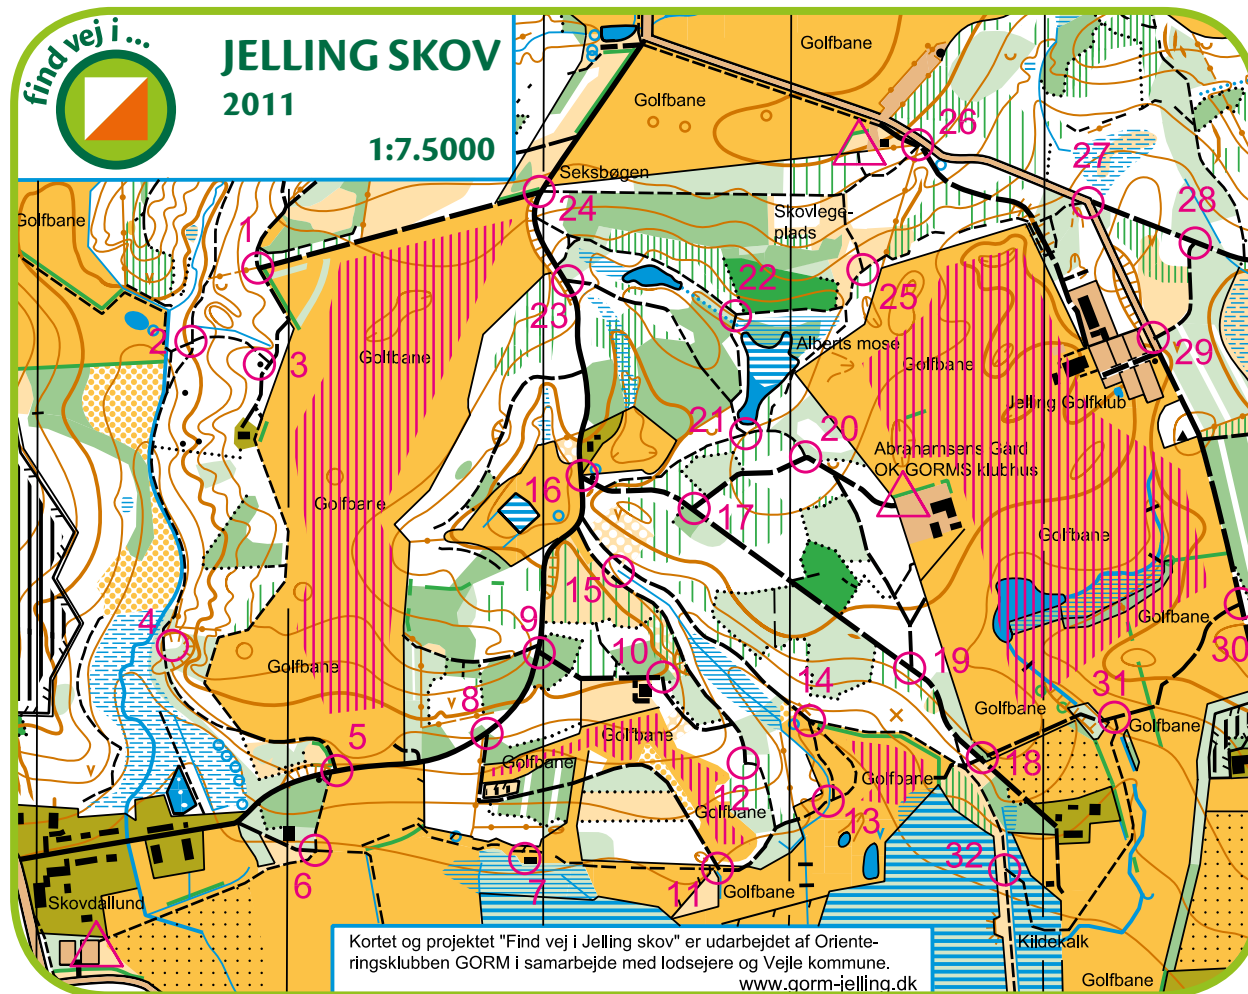 find vej i ...
JELLING SKOV
2011
1:7.5000
Golfbane
Golfbane
Seksbøgen
Golfbane
Skovlege-
plads
26
27
28
24
1
25
22
23
2
3
Golfbane
Alberts mose
Golfbane
29
Jelling Golfklub
21
20
Abrahamsens Gård
OK GORMS klubhus
16
Golfbane
17
Golfbane
15
4
9
10
Golfbane
19
Golfbane
30
14
8
Golfbane
31
Golfbane
5
Golfbane
Golfbane
Golfbane
18
12
Golfbane
13
6
7
11
Golfbane
32
Skovdallund
Kildekalk
Golfbane
Kortet og projektet "Find vej i Jelling skov" er udarbejdet af Oriente-
ringsklubben GORM i samarbejde med lodsejere og Vejle kommune.
www.gorm-jelling.dk